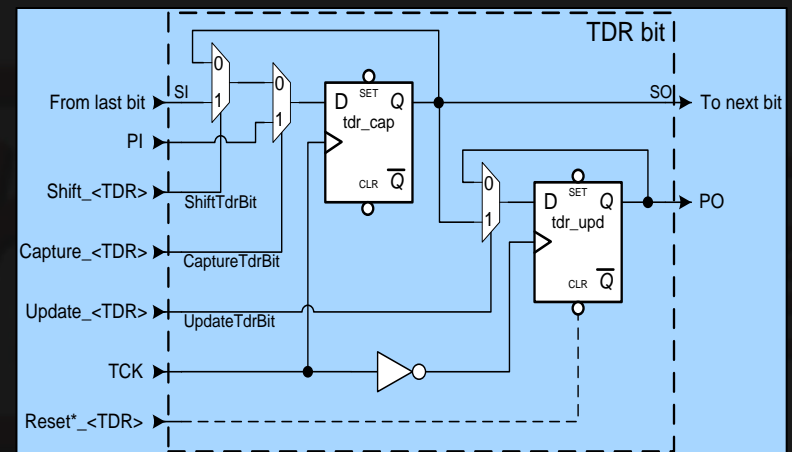 TDR bit
0
From last bit
SI
1
0
1
D
SET
Q
tdr_cap
CLR
Q
SO
To next bit
PI
Shift_<TDR>
ShiftTdrBit
0
1
D
SET
Q
tdr_upd
CLR
Q
PO
Capture_<TDR>
CaptureTdrBit
Update_<TDR>
UpdateTdrBit
TCK
Reset*_<TDR>